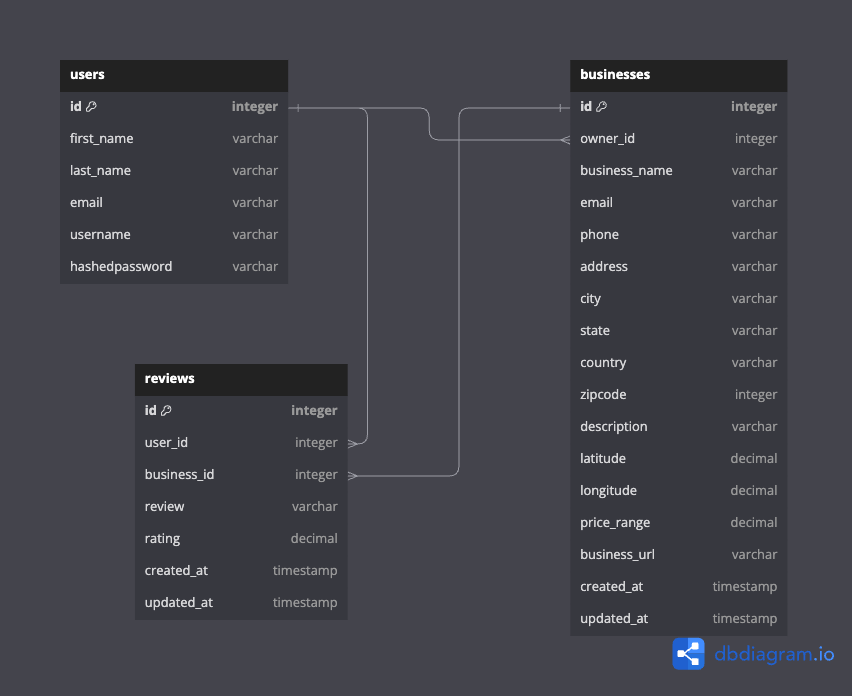 users
id integer
first_name varchar
last_name varchar
email varchar
username varchar
hashedpassword varchar
businesses
id integer
owner_id integer
business_name varchar
email varchar
phone varchar
address varchar
city varchar
state varchar
country varchar
zipcode integer
description varchar
latitude decimal
longitude decimal
price_range decimal
business_url varchar
created_at timestamp
updated_at timestamp
reviews
id integer
user_id integer
business_id integer
review varchar
rating decimal
created_at timestamp
updated_at timestamp
dbdiagram.io